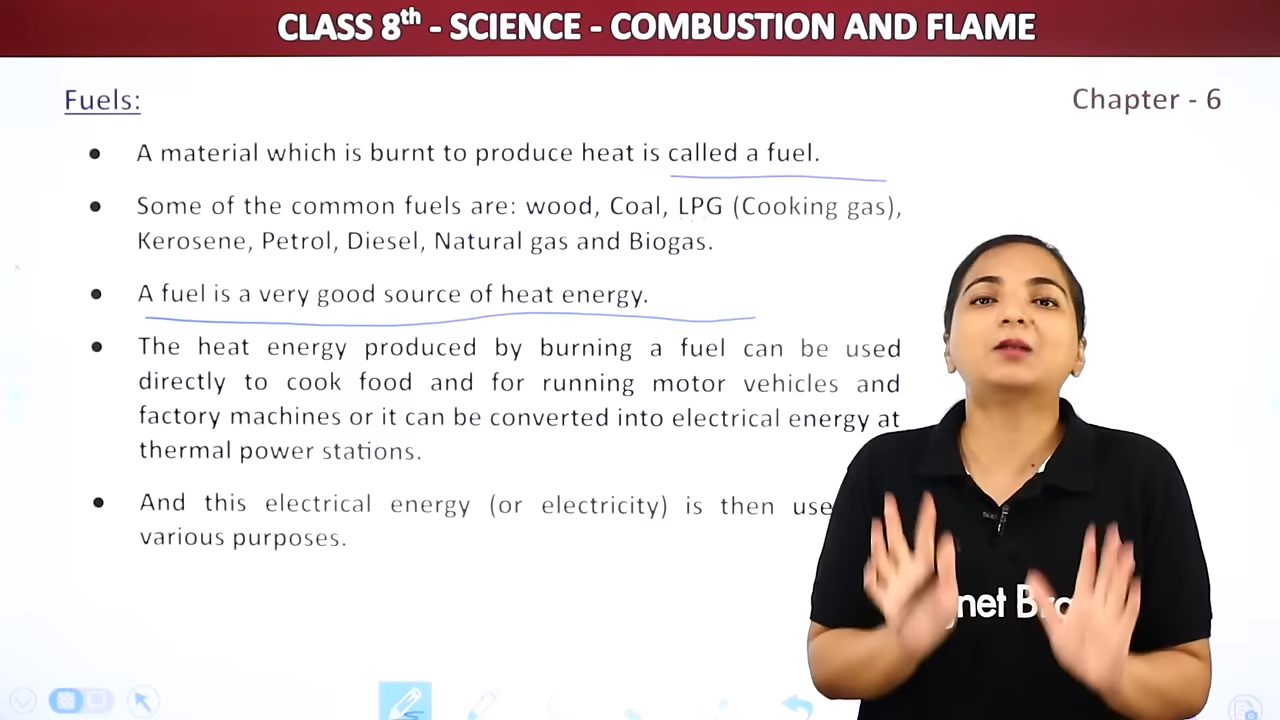 CLASS 8th - SCIENCE - COMBUSTION AND FLAME
Fuels:
Chapter - 6
• A material which is burnt to produce heat is called a fuel.
• Some of the common fuels are: wood, Coal, LPG (Cooking gas),
Kerosene, Petrol, Diesel, Natural gas and Biogas.
• A fuel is a very good source of heat energy.
• The heat energy produced by burning a fuel can be used
directly to cook food and for running motor vehicles and
factory machines or it can be converted into electrical energy at
thermal power stations.
• And this electrical energy (or electricity) is then use
various purposes.
net Br